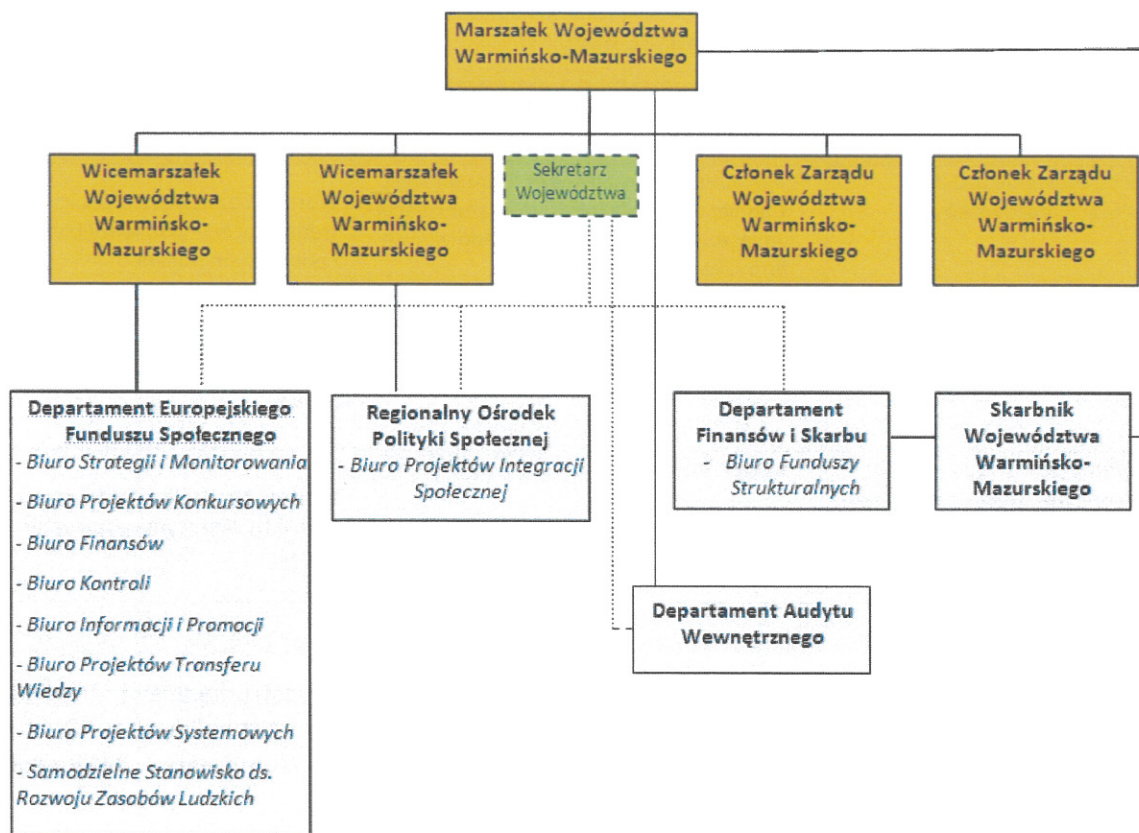 Marszałek Województwa
Warmińsko-Mazurskiego
Wicemarszałek
Województwa
Warmińsko-
Mazurskiego
Wicemarszałek
Województwa
Warmińsko-
Mazurskiego
Sekretarz
Województwa
Członek Zarządu
Województwa
Warmińsko-
Mazurskiego
Członek Zarządu
Województwa
Warmińsko-
Mazurskiego
Departament Europejskiego
Funduszu Społecznego
- Biuro Strategii i Monitorowania
- Biuro Projektów Konkursowych
- Biuro Finansów
- Biuro Kontroli
- Biuro Informacji i Promocji
- Biuro Projektów Transferu
Wiedzy
- Biuro Projektów Systemowych
- Samodzielne Stanowisko ds.
Rozwoju Zasobów Ludzkich
Regionalny Ośrodek
Polityki Społecznej
- Biuro Projektów Integracji
Społecznej
Departament
Finansów i Skarbu
- Biuro Funduszy
Strukturalnych
Skarbnik
Województwa
Warmińsko-
Mazurskiego
Departament Audytu
Wewnętrznego